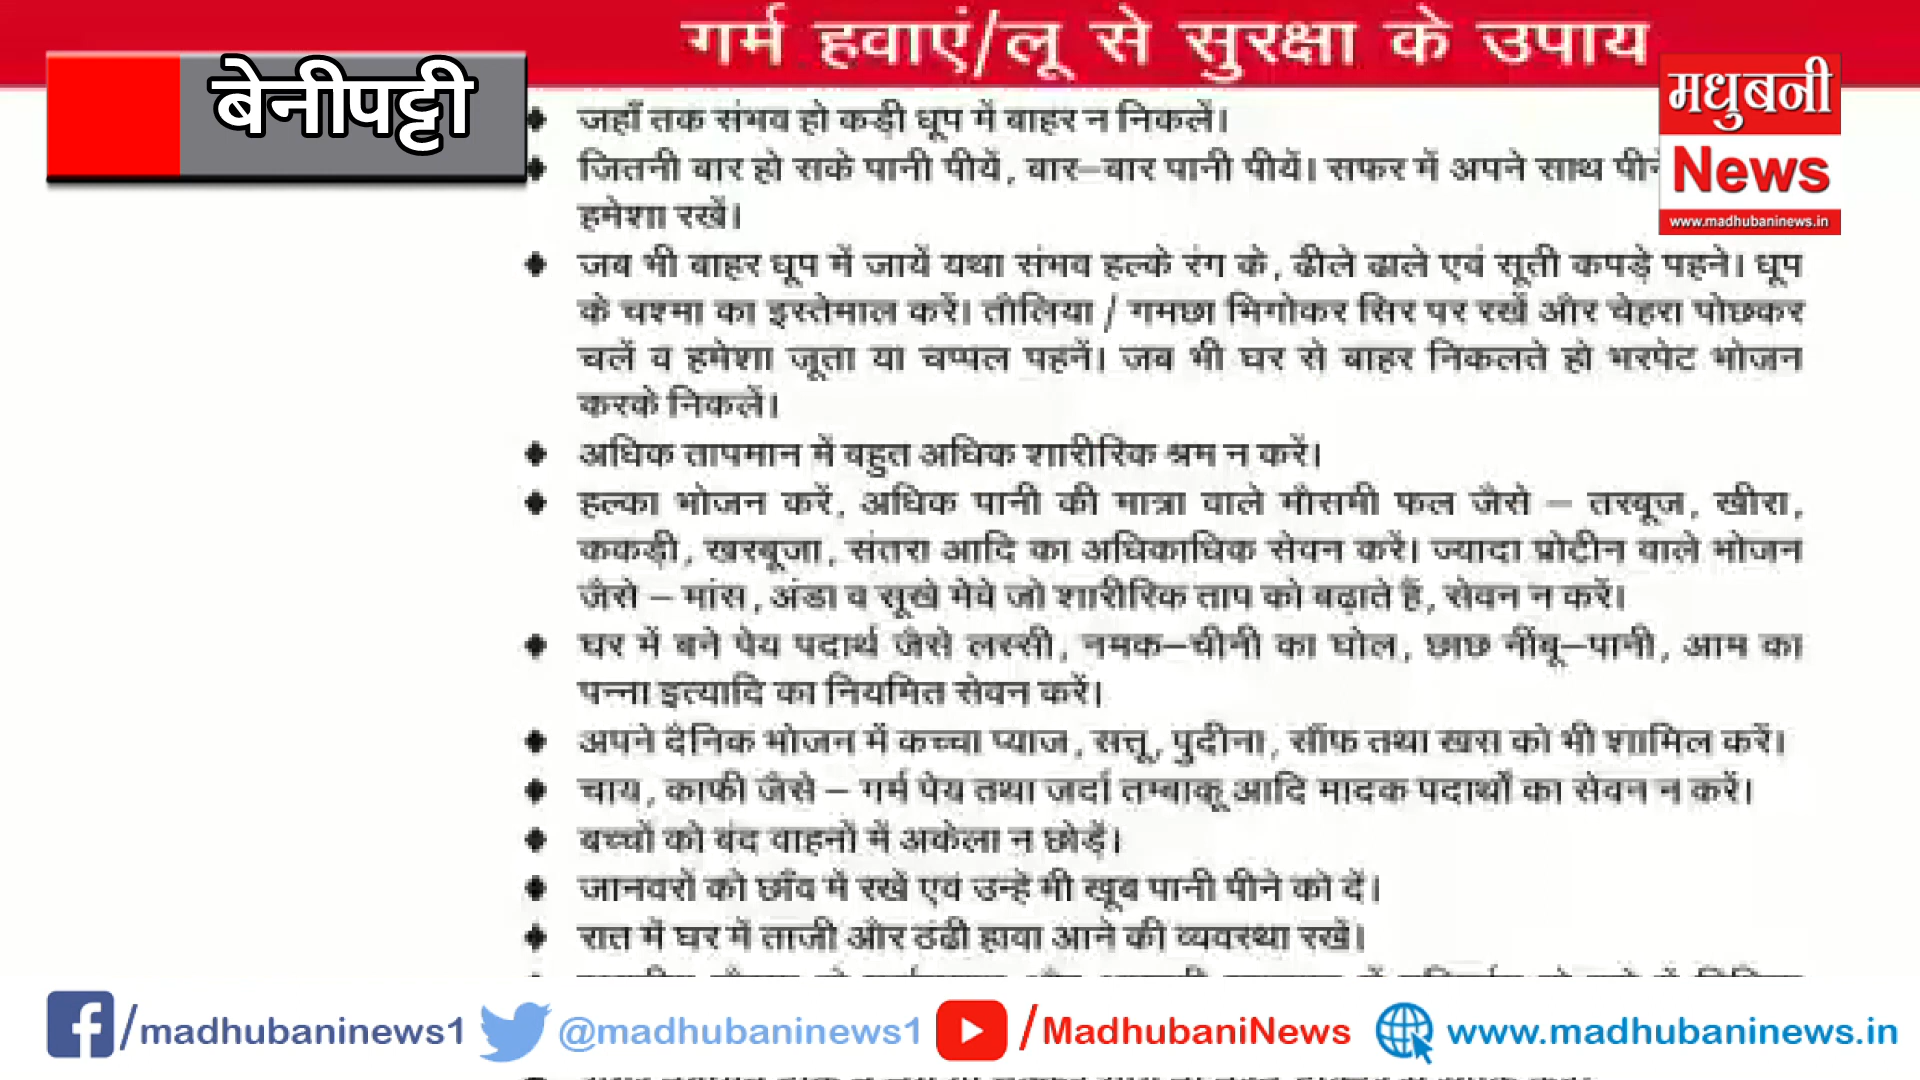 गर्म हवाएं/लू से सुरक्षा के उपाय
बेनीपट्टी
मधुबनी
News
www.madhubaninews.in
जहाँ तक संभव हो कड़ी धूप में बाहर न निकलें।
जितनी बार हो सके पानी पीयें, बार–बार पानी पीयें। सफर में अपने साथ
हमेशा रखें।
जब भी बाहर धूप में जायें यथा संभव हल्के रंग के, ढीले ढाले एवं सूती कपड़े पहने। धूप
के चश्मा का इस्तेमाल करें। तौलिया / गमछा भिगोकर सिर पर रखें और चेहरा पोछकर
चलें व हमेशा जूता या चप्पल पहनें। जब भी घर से बाहर निकलते हो भरपेट भोजन
करके निकलें।
अधिक तापमान में बहुत अधिक शारीरिक श्रम न करें।
हल्का भोजन करें, अधिक पानी की मात्रा वाले मौसमी फल जैसे – तरबूज, खीरा,
ककड़ी, खरबूजा, संतरा आदि का अधिकाधिक सेवन करें। ज्यादा प्रोटीन वाले भोजन
जैसे – मांस, अंडा व सूखे मेवे जो शारीरिक ताप को बढ़ाते हैं, सेवन न करें।
घर में बने पेय पदार्थ जैसे लस्सी, नमक–चीनी का घोल, छाछ नींबू–पानी, आम का
पन्ना इत्यादि का नियमित सेवन करें।
अपने दैनिक भोजन में कच्चा प्याज, सत्तू, पुदीना, सौंफ तथा खस को भी शामिल करें।
चाय, काफी जैसे – गर्म पेय तथा जर्दा तम्बाकू आदि मादक पदार्थों का सेवन न करें।
बच्चों को बंद वाहनों में अकेला न छोड़ें।
जानवरों को छाँव में रखें एवं उन्हें भी खूब पानी पीने को दें।
रात में घर में ताजी और ठंढी हावा आने की व्यवस्था रखें।
/madhubaninews1 @madhubaninews1 /MadhubaniNews www.madhubaninews.in